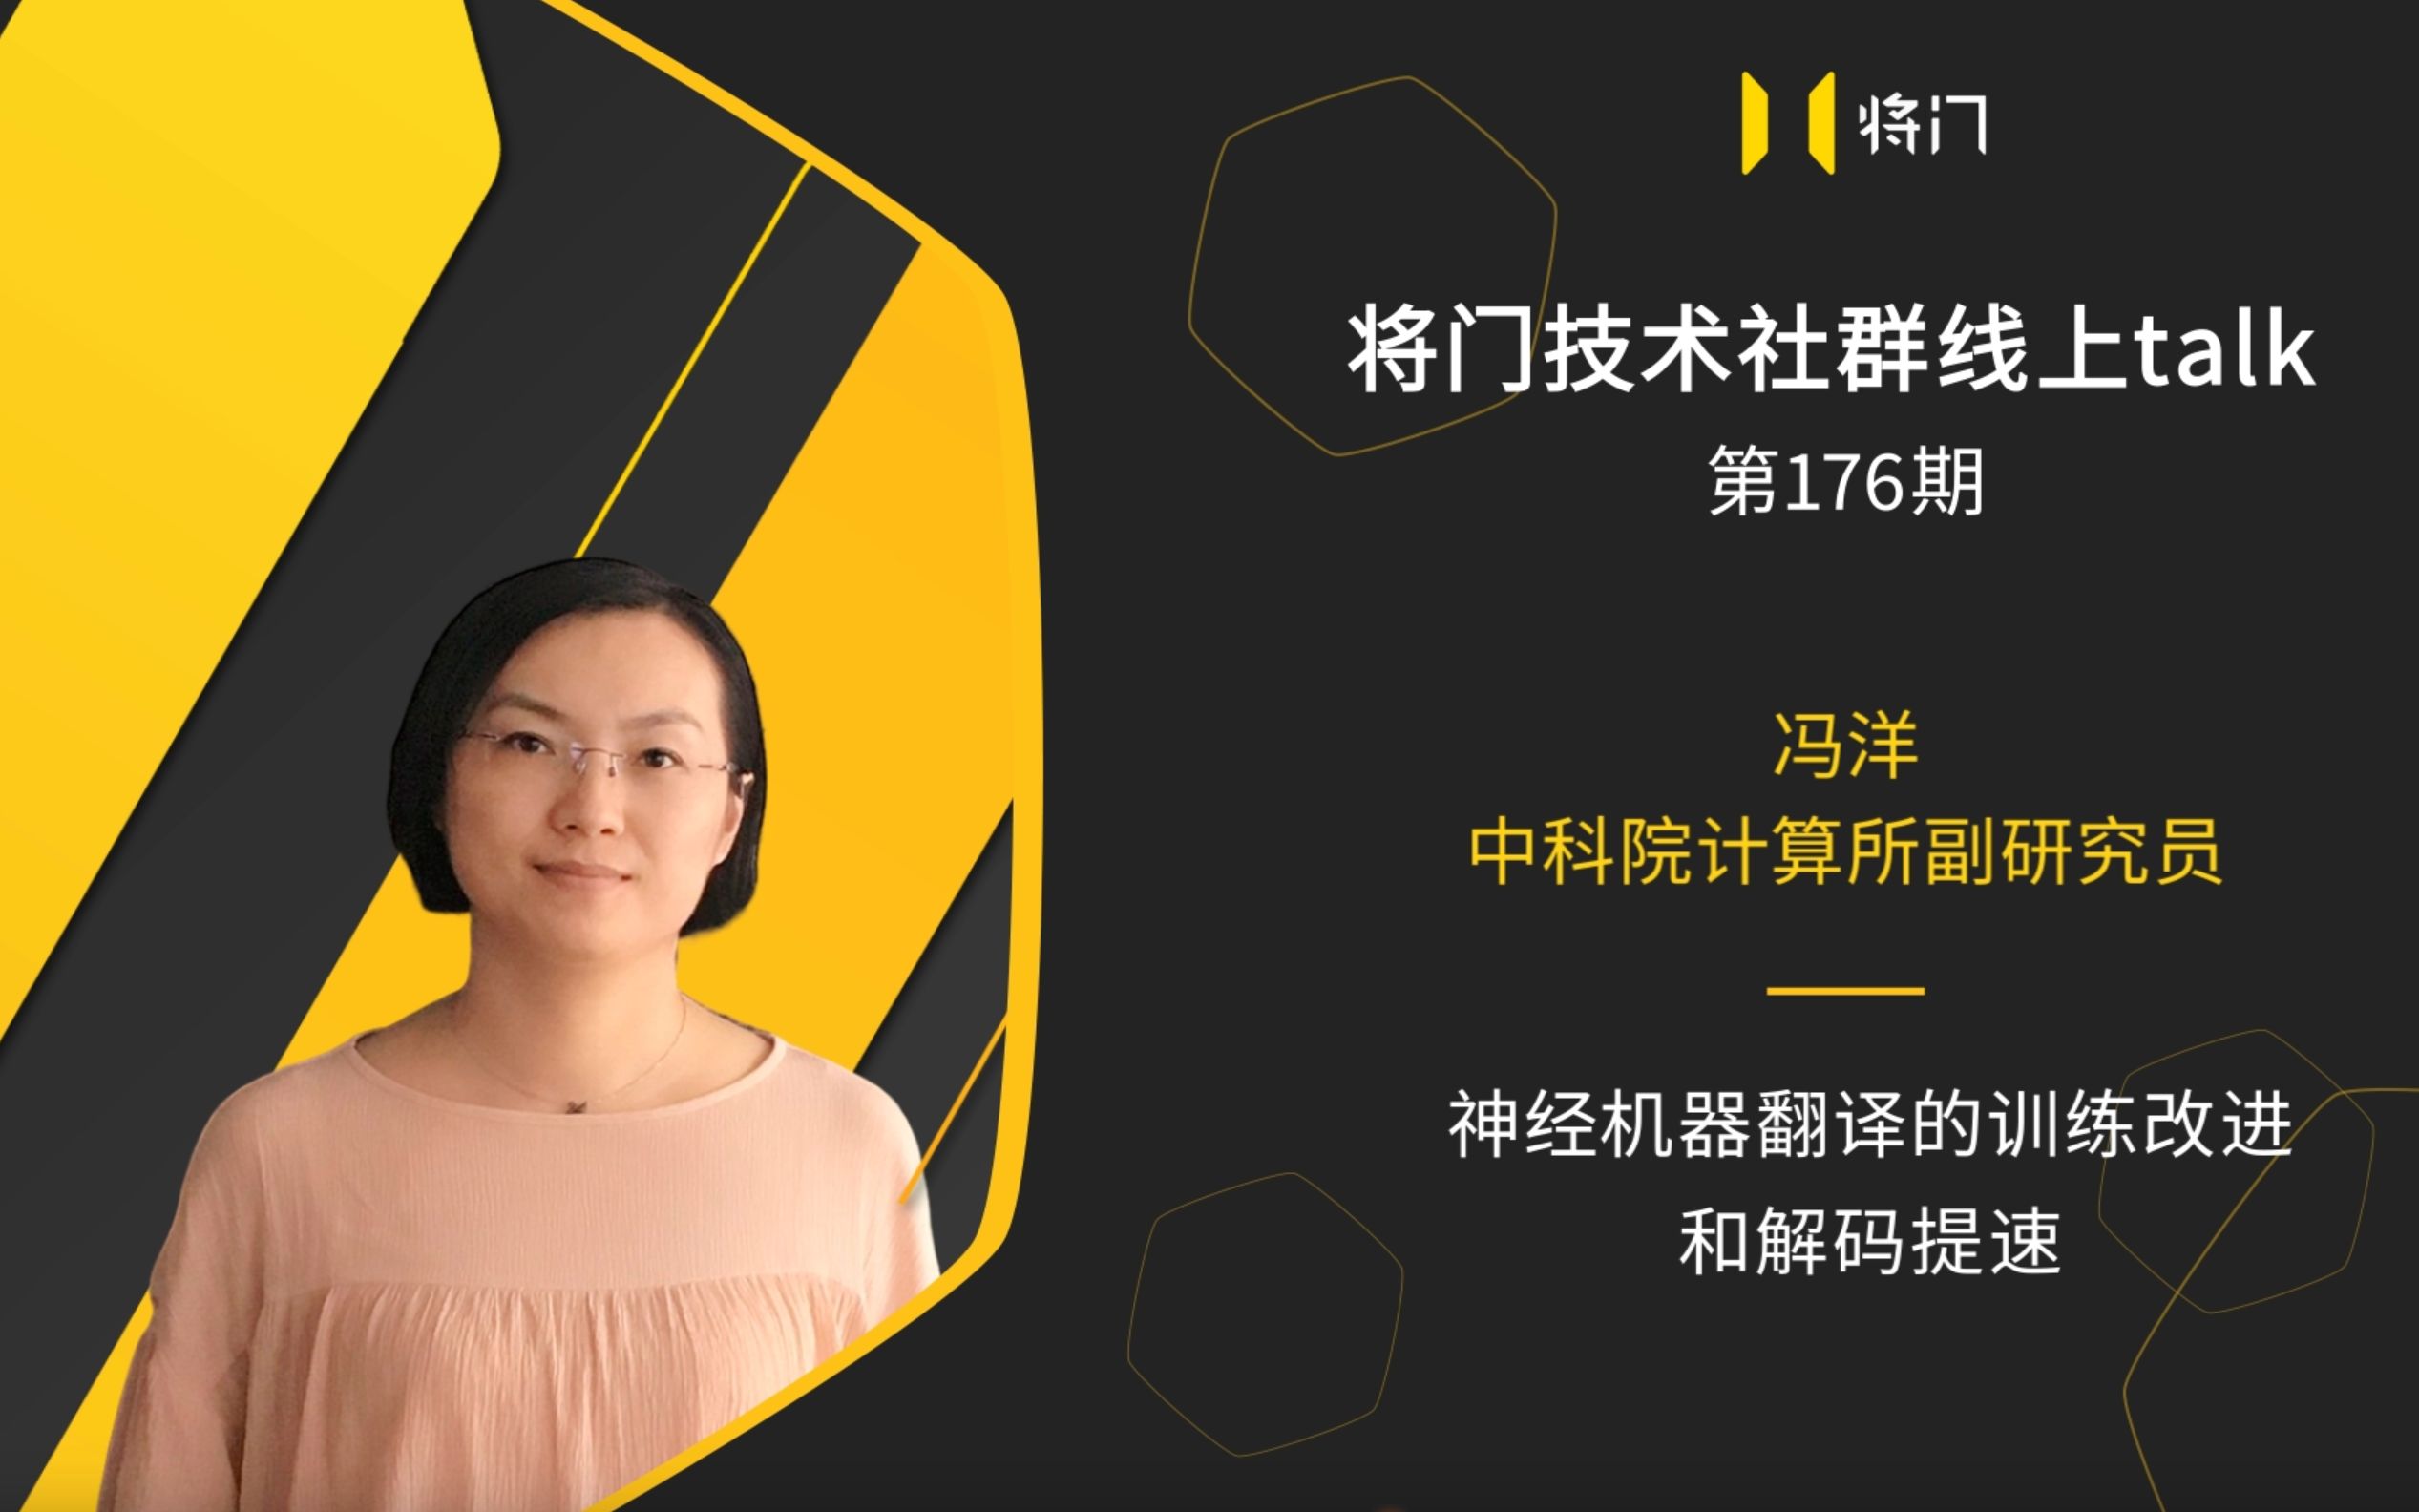 将门
将门技术社群线上talk
第176期
冯洋
中科院计算所副研究员
神经机器翻译的训练改进
和解码提速